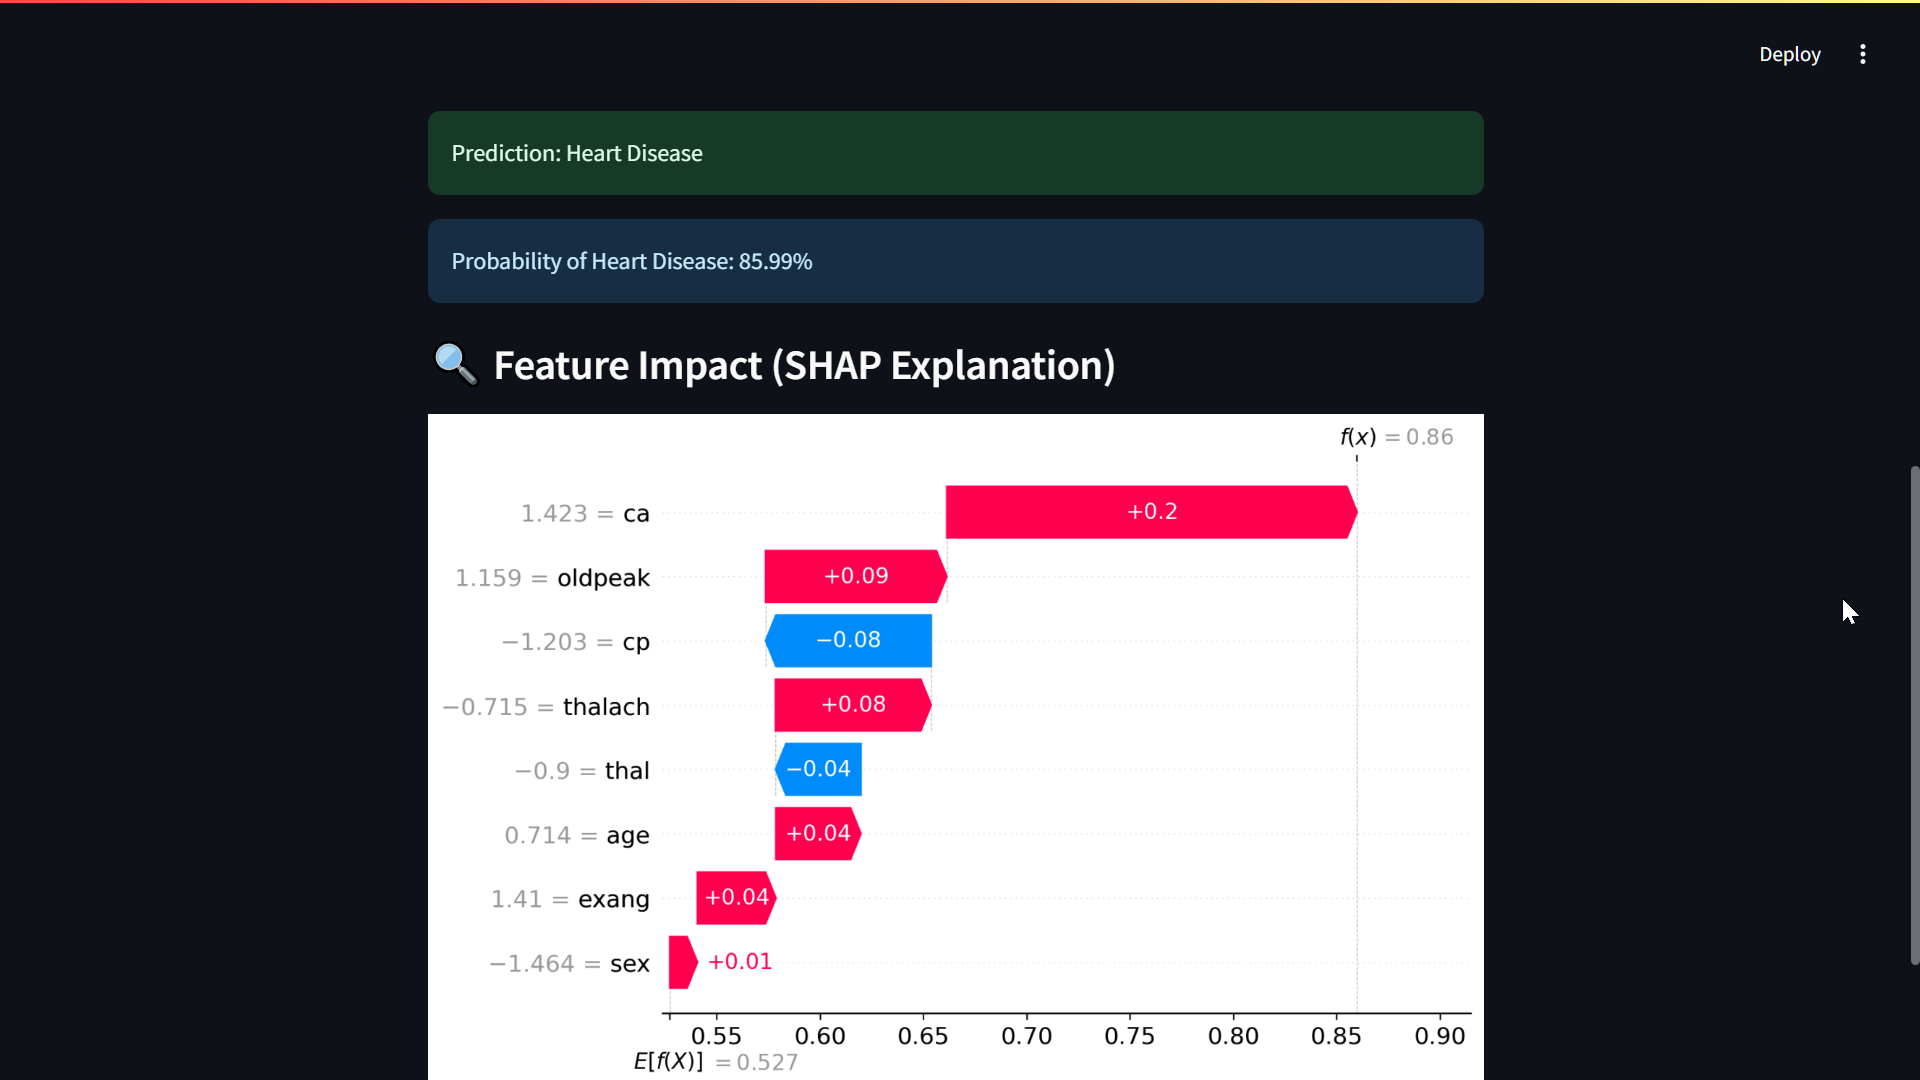 Deploy
Prediction: Heart Disease
Probability of Heart Disease: 85.99%
Feature Impact (SHAP Explanation)
f(x) = 0.86
1.423 = ca
+0.2
1.159 = oldpeak
+0.09
−1.203 = cp
−0.08
−0.715 = thalach
+0.08
−0.9 = thal
−0.04
0.714 = age
+0.04
1.41 = exang
+0.04
−1.464 = sex
+0.01
0.55 0.60 0.65 0.70 0.75 0.80 0.85 0.90
E[f(X)] = 0.527